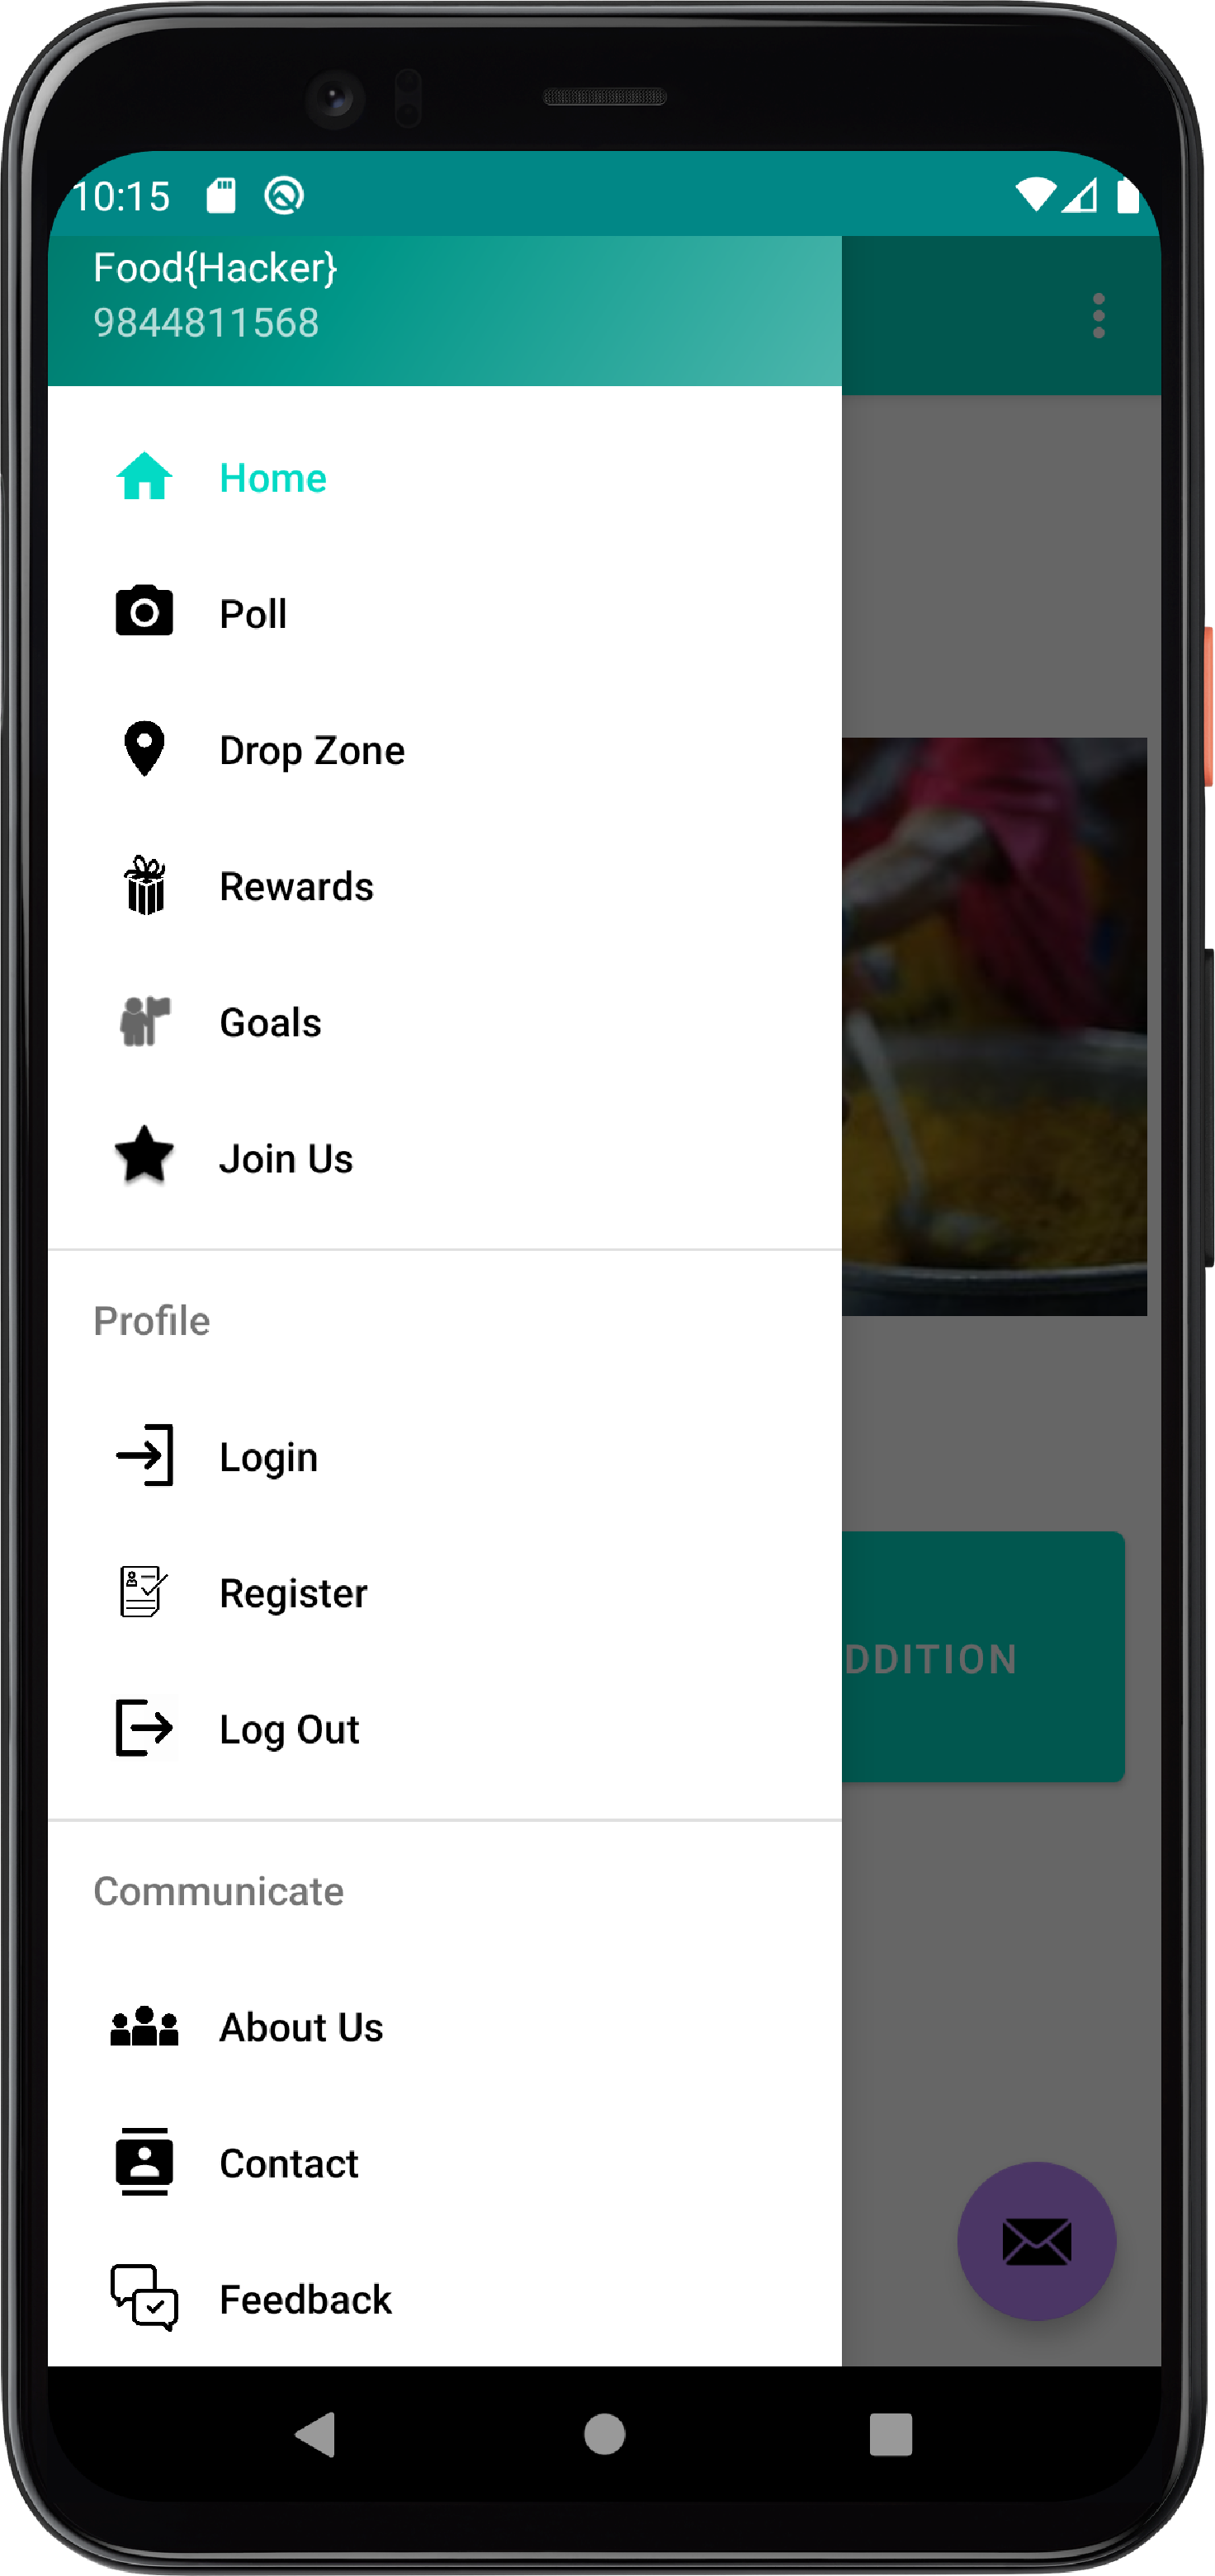 10:15
Food{Hacker}
9844811568
Home
Poll
Drop Zone
Rewards
Goals
Join Us
Profile
Login
Register
DDITION
Log Out
Communicate
About Us
Contact
Feedback